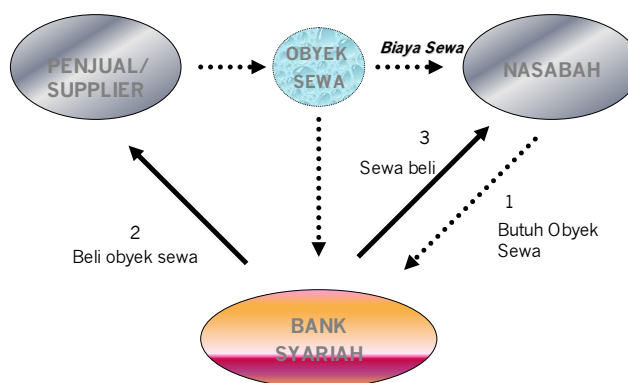 PENJUAL/
SUPPLIER
OBYEK
SEWA
Biaya Sewa
NASABAH
3
Sewa beli
1
Butuh Obyek
Sewa
2
Beli obyek sewa
BANK
SYARIAH